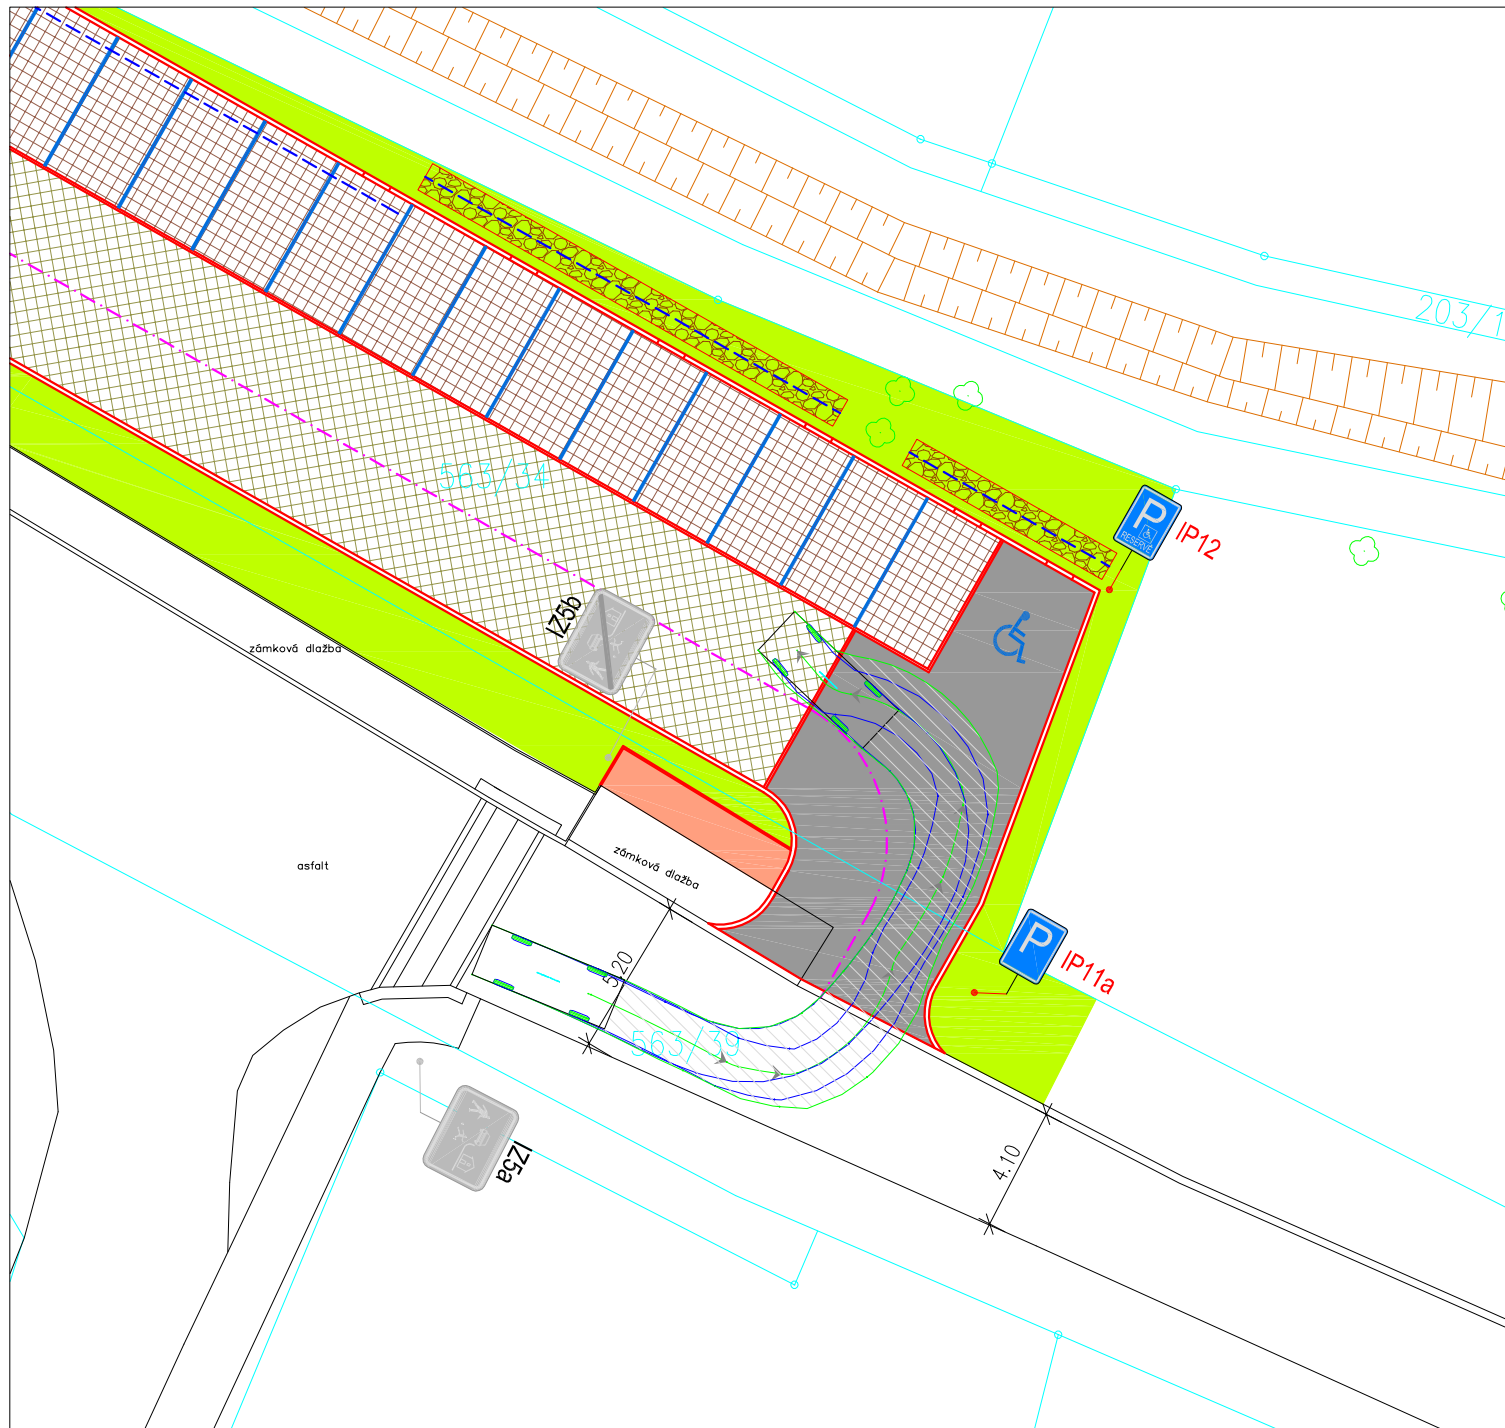 203/1
563/34
P
RESERVÉ
IP12
IZ5b
zámková dlažba
zámková dlažba
asfalt
5.20
P
IP11a
563/39
IZ5a
4.10